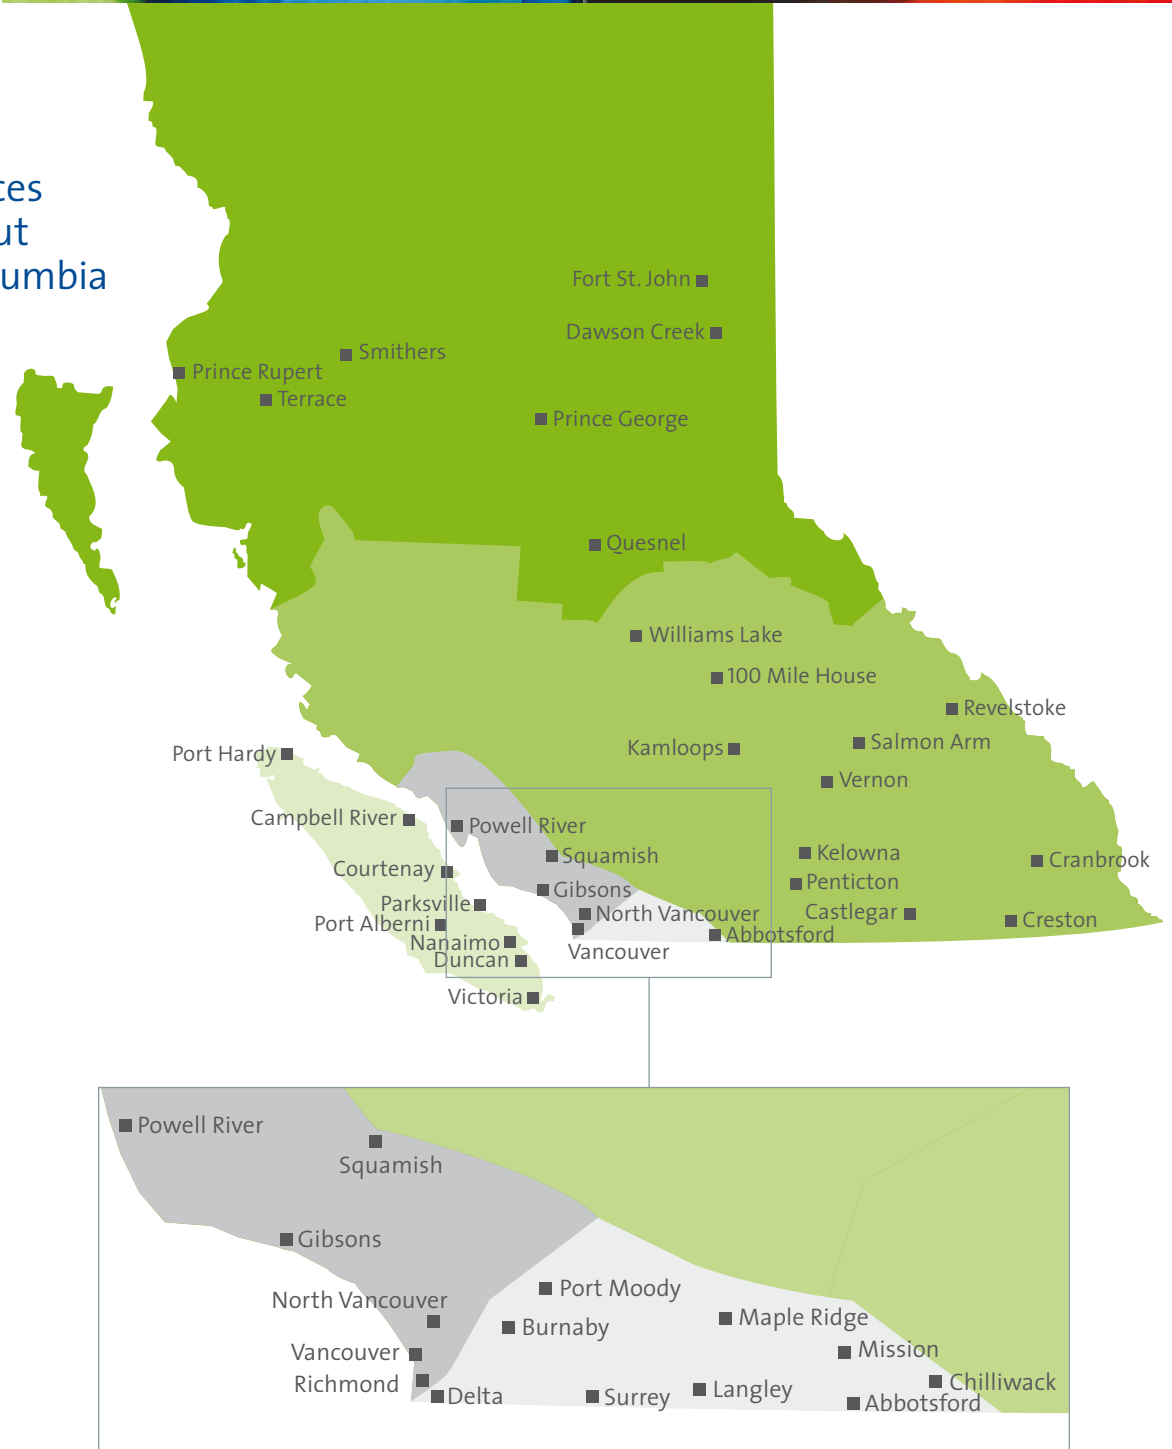 umbia
Fort St. John
Dawson Creek
Smithers
Prince Rupert
Terrace
Prince George
Quesnel
Williams Lake
100 Mile House
Revelstoke
Port Hardy
Kamloops
Salmon Arm
Vernon
Campbell River
Powell River
Squamish
Kelowna
Cranbrook
Courtenay
Gibsons
Penticton
Parksville
North Vancouver
Castlegar
Creston
Port Alberni
Abbotsford
Nanaimo
Vancouver
Duncan
Victoria
Powell River
Squamish
Gibsons
Port Moody
North Vancouver
Maple Ridge
Burnaby
Mission
Vancouver
Richmond
Chilliwack
Langley
Delta
Surrey
Abbotsford